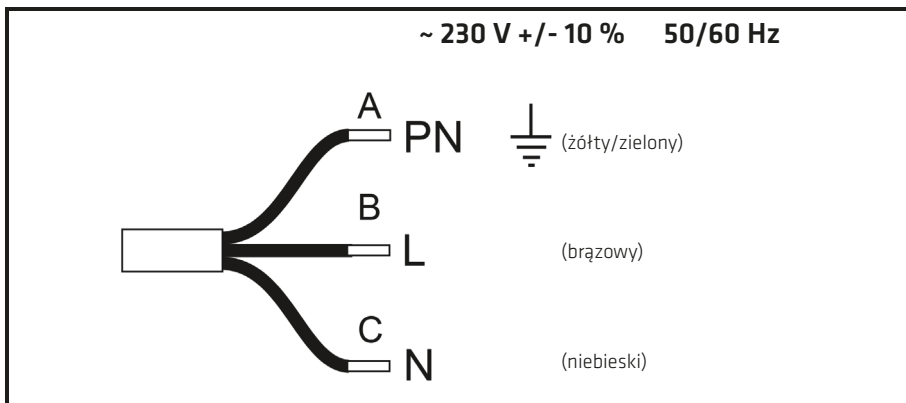 ~ 230 V +/- 10 % 50/60 Hz
A
PN (żółty/zielony)
B
L (brązowy)
C
N (niebieski)